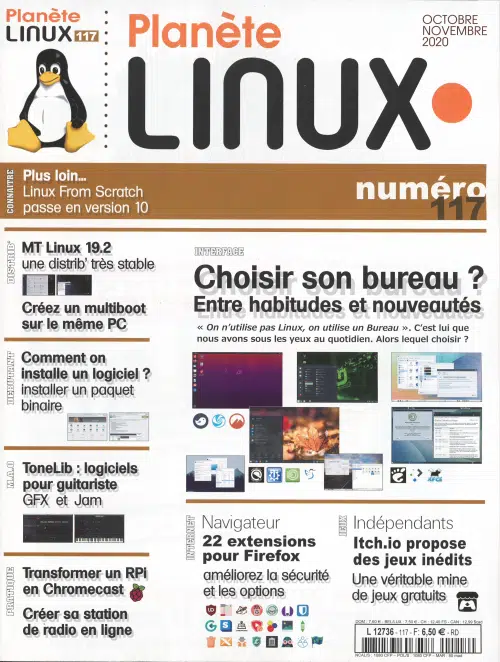 Planète
LINUX 117
Planète
LINUX
OCTOBRE
NOVEMBRE
2020
CONNAITRE
Plus loin...
Linux From Scratch
passe en version 10
numéro
117
DISTRIB'
MT Linux 19.2
une distrib' très stable
Créez un multiboot
sur le même PC
DEBUTANT
Comment on
installe un logiciel ?
installer un paquet
binaire
M.A.O
ToneLib : logiciels
pour guitariste
GFX et Jam
PRATIQUE
Transformer un RPi
en Chromecast
Créer sa station
de radio en ligne
INTERFACE
Choisir son bureau ?
Entre habitudes et nouveautés
« On n'utilise pas Linux, on utilise un Bureau ». C'est lui que
nous avons sous les yeux au quotidien. Alors lequel choisir ?
XFCE
INTERNET
Navigateur
22 extensions
pour Firefox
améliorez la sécurité
et les options
JEUX
Indépendants
Itch.io propose
des jeux inédits
Une véritable mine
de jeux gratuits
L 12736 - 117 - F: 6,50 € - RD